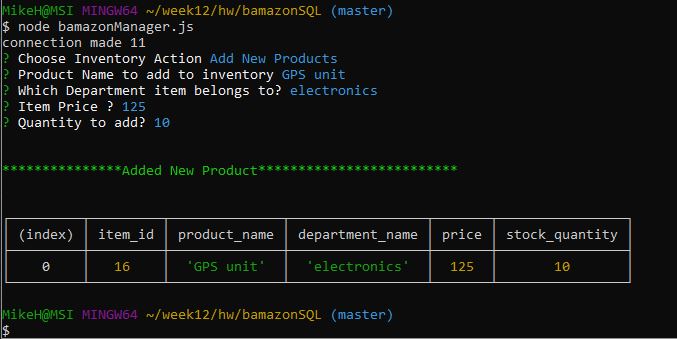 MikeH@MSI MINGW64 ~/week12/hw/bamazonSQL (master)
$ node bamazonManager.js
connection made 11
? Choose Inventory Action Add New Products
? Product Name to add to inventory GPS unit
? Which Department item belongs to? electronics
? Item Price ? 125
? Quantity to add? 10
***************Added New Product*************************
(index) item_id product_name department_name price stock_quantity
0 16 'GPS unit' 'electronics' 125 10
MikeH@MSI MINGW64 ~/week12/hw/bamazonSQL (master)
$